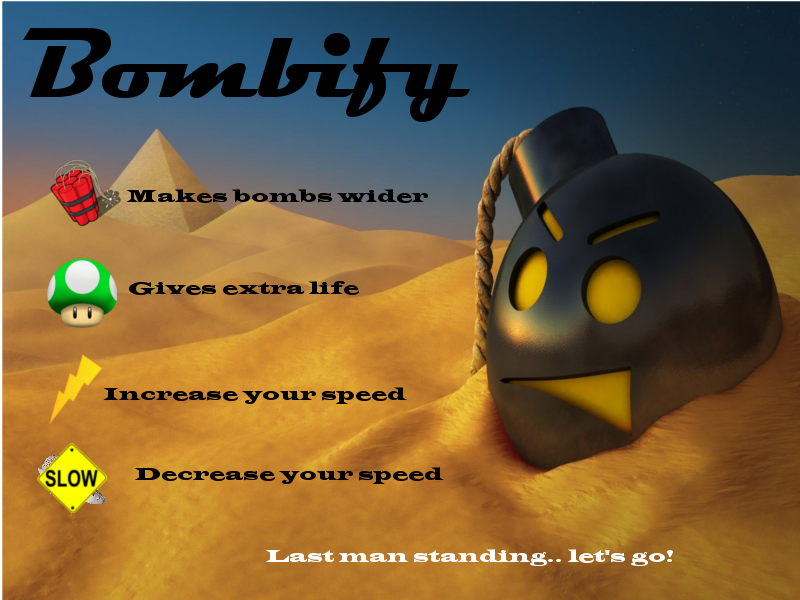 Bombify
Makes bombs wider
Gives extra life
Increase your speed
SLOW
Decrease your speed
Last man standing.. let's go!